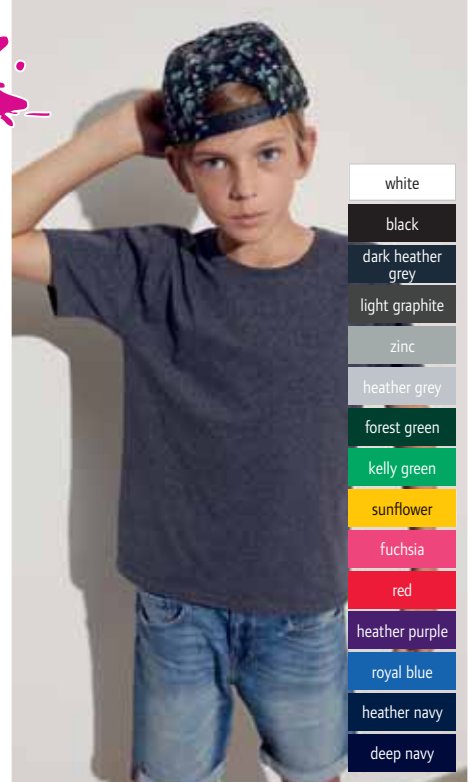 white
black
dark heather
grey
light graphite
zinc
heather grey
forest green
kelly green
sunflower
fuchsia
red
heather purple
royal blue
heather navy
deep navy